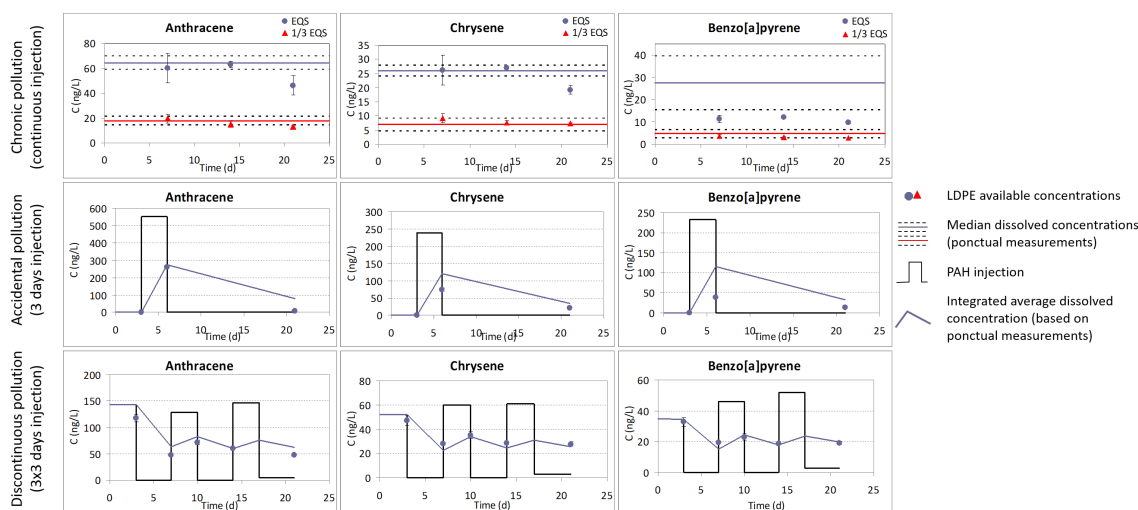 Chronic pollution
(continuous injection)
Anthracene
EQS
1/3 EQS
C (ng/L)
80
60
40
20
0
0 5 10 15 20 25
Time (d)
Chrysene
EQS
1/3 EQS
C (ng/L)
35
30
25
20
15
10
5
0
0 5 10 15 20 25
Time (d)
Benzo[a]pyrene
EQS
1/3 EQS
C (ng/L)
40
30
20
10
0
0 5 10 15 20 25
Time (d)
Accidental pollution
(3 days injection)
Anthracene
C (ng/L)
600
500
400
300
200
100
0
0 5 10 15 20 25
Time (d)
Chrysene
C (ng/L)
300
250
200
150
100
50
0
0 5 10 15 20 25
Time (d)
Benzo[a]pyrene
C (ng/L)
250
200
150
100
50
0
0 5 10 15 20 25
Time (d)
Discontinuous pollution
(3x3 days injection)
Anthracene
C (ng/L)
200
150
100
50
0
0 5 10 15 20 25
Time (d)
Chrysene
C (ng/L)
80
60
40
20
0
0 5 10 15 20 25
Time (d)
Benzo[a]pyrene
C (ng/L)
60
40
20
0
0 5 10 15 20 25
Time (d)
LDPE available concentrations
Median dissolved concentrations
(ponctual measurements)
PAH injection
Integrated average dissolved
concentration (based on
ponctual measurements)